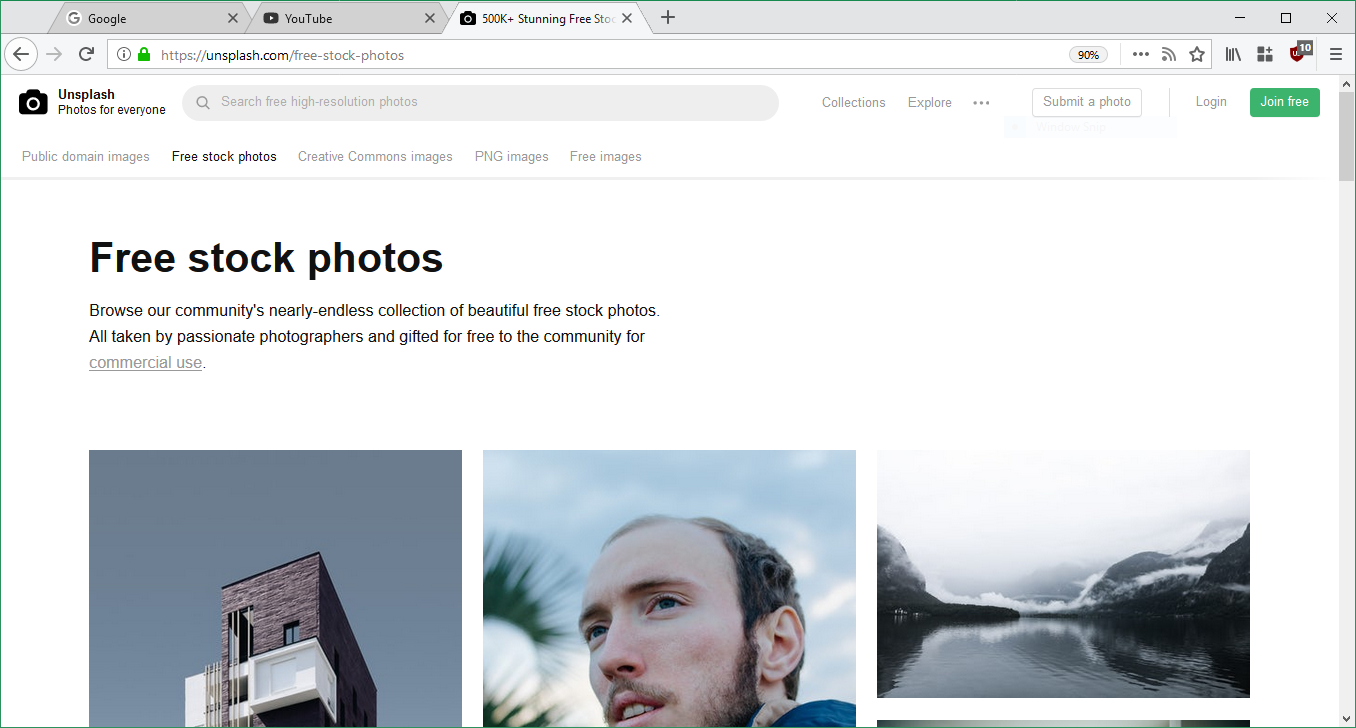 Google
YouTube
500K+ Stunning Free Stoc
https://unsplash.com/free-stock-photos
90%
10
Unsplash
Photos for everyone
Search free high-resolution photos
Collections
Explore
Submit a photo
Login
Join free
Public domain images
Free stock photos
Creative Commons images
PNG images
Free images
Free stock photos
Browse our community's nearly-endless collection of beautiful free stock photos.
All taken by passionate photographers and gifted for free to the community for
commercial use.